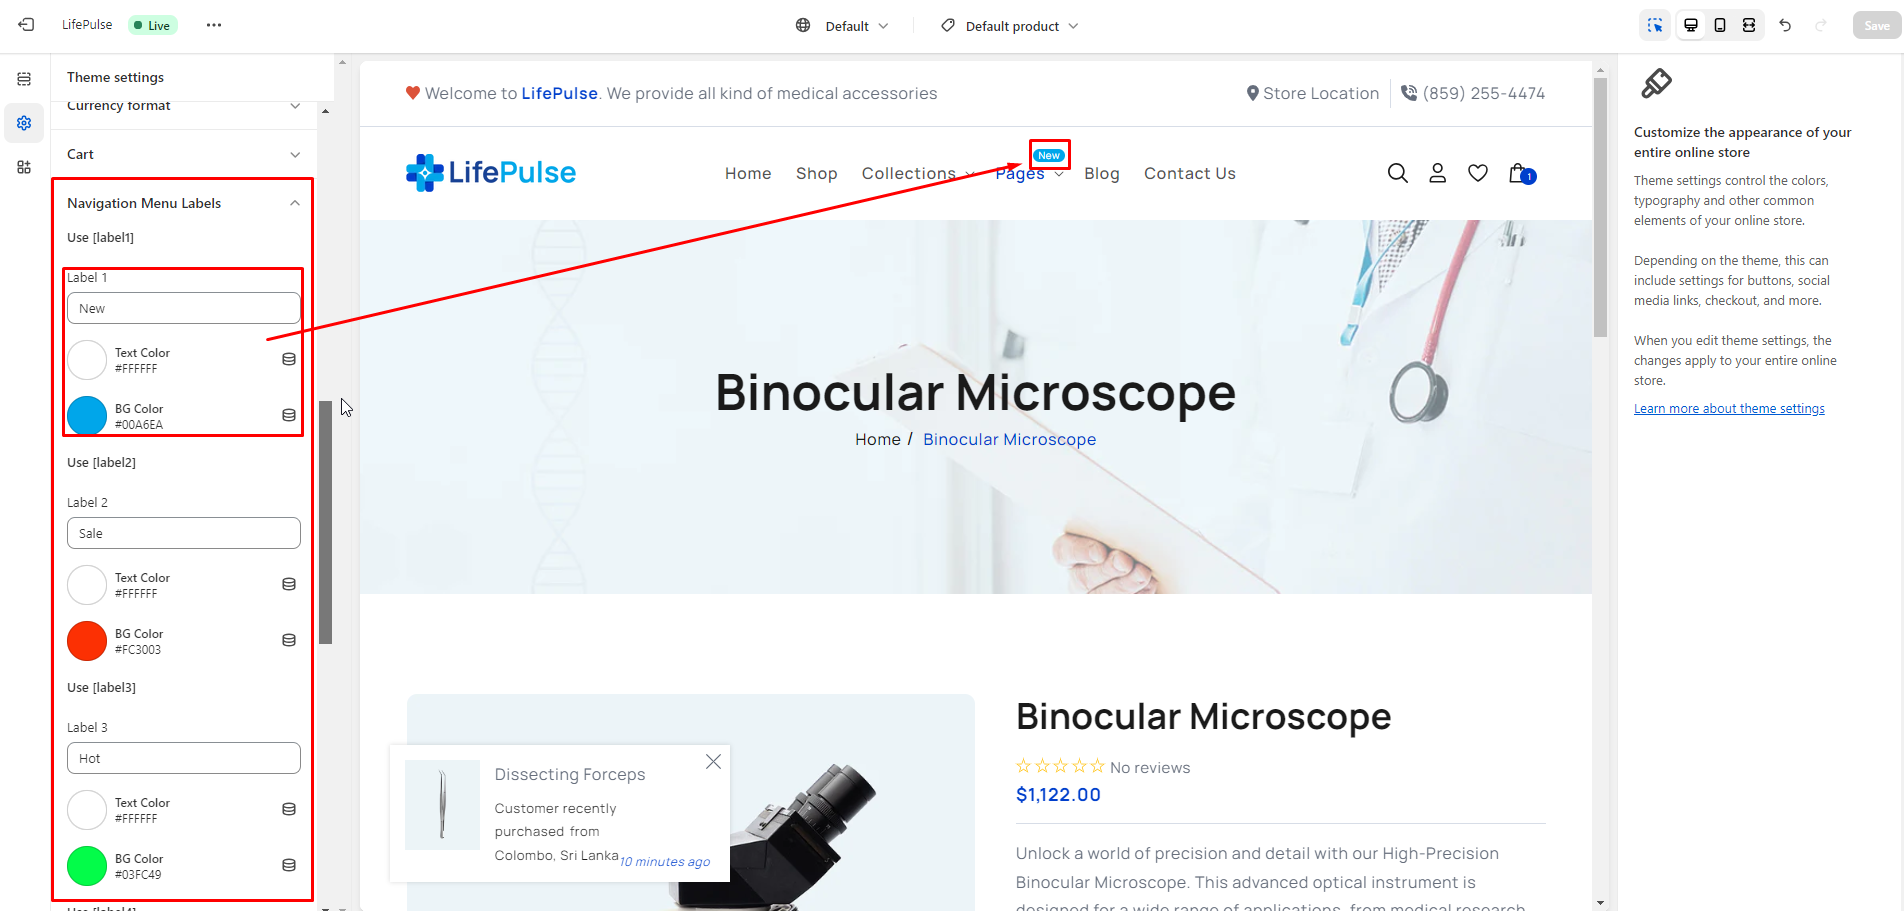 LifePulse
Live
Default
Default product
Save
Theme settings
Currency format
Cart
Navigation Menu Labels
Use [label1]
Label 1
New
Text Color
#FFFFFF
BG Color
#00A6EA
Use [label2]
Label 2
Sale
Text Color
#FFFFFF
BG Color
#FC3003
Use [label3]
Label 3
Hot
Text Color
#FFFFFF
BG Color
#03FC49
Use [label4]
Welcome to LifePulse. We provide all kind of medical accessories
Store Location
(859) 255-4474
LifePulse
Home
Shop
Collections
Pages
New
Blog
Contact Us
1
Binocular Microscope
Home / Binocular Microscope
Binocular Microscope
No reviews
$1,122.00
Unlock a world of precision and detail with our High-Precision
Binocular Microscope. This advanced optical instrument is
designed for a wide range of applications, from medical research
Dissecting Forceps
Customer recently
purchased from
Colombo, Sri Lanka
10 minutes ago
Customize the appearance of your
entire online store
Theme settings control the colors,
typography and other common
elements of your online store.
Depending on the theme, this can
include settings for buttons, social
media links, checkout, and more.
When you edit theme settings, the
changes apply to your entire online
store.
Learn more about theme settings